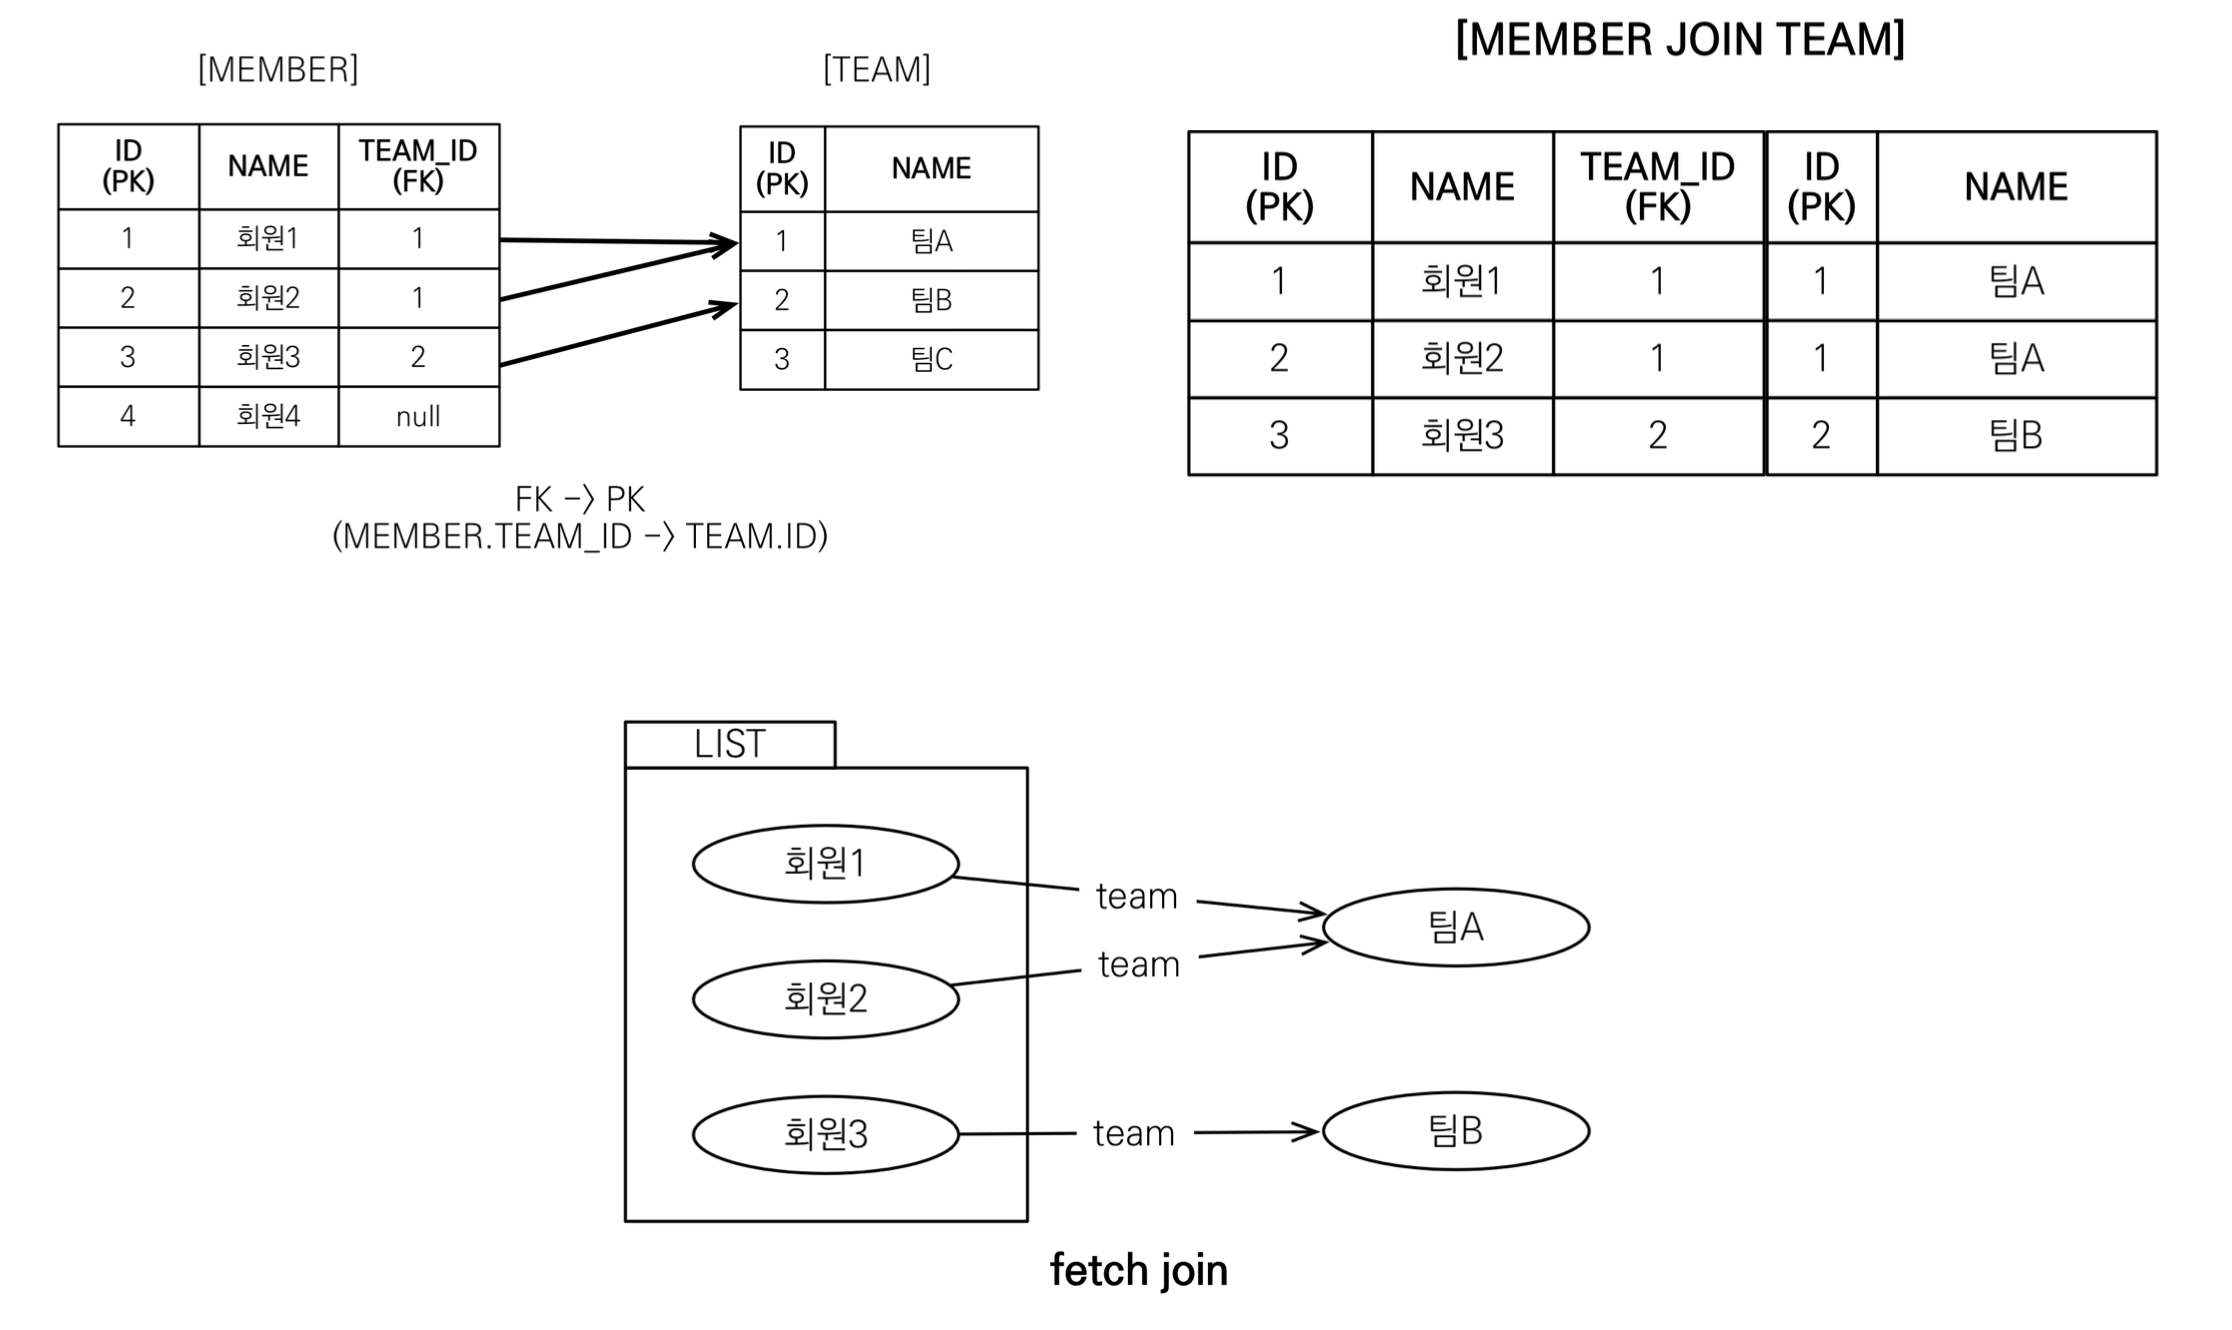 [MEMBER]
ID (PK) NAME TEAM_ID (FK)
1 회원1 1
2 회원2 1
3 회원3 2
4 회원4 null
[TEAM]
ID (PK) NAME
1 팀A
2 팀B
3 팀C
FK -> PK
(MEMBER.TEAM_ID -> TEAM.ID)
[MEMBER JOIN TEAM]
ID (PK) NAME TEAM_ID (FK) ID (PK) NAME
1 회원1 1 1 팀A
2 회원2 1 1 팀A
3 회원3 2 2 팀B
LIST
회원1
team
팀A
회원2
team
회원3
team
팀B
fetch join